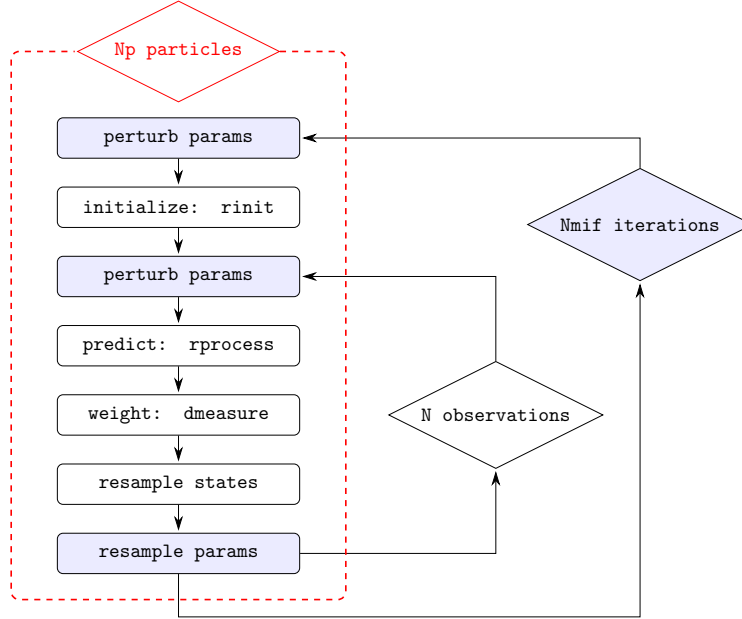 Np particles
perturb params
initialize: rinit
Nmif iterations
perturb params
predict: rprocess
weight: dmeasure
N observations
resample states
resample params